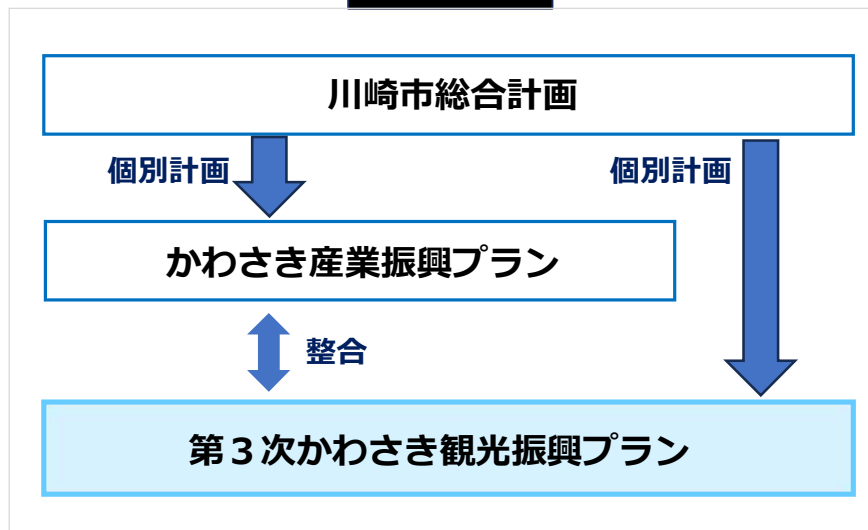 川崎市総合計画
個別計画
個別計画
かわさき産業振興プラン
整合
第３次かわさき観光振興プラン